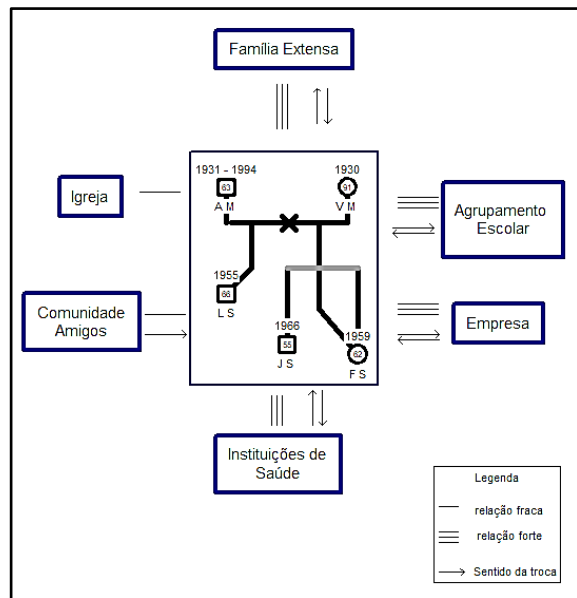 Família Extensa
1931 - 1994
63
A M
1930
91
V M
Igreja
Agrupamento
Escolar
1955
66
L S
Comunidade
Amigos
1966
55
J S
1959
62
F S
Empresa
Instituições de
Saúde
Legenda
relação fraca
relação forte
Sentido da troca